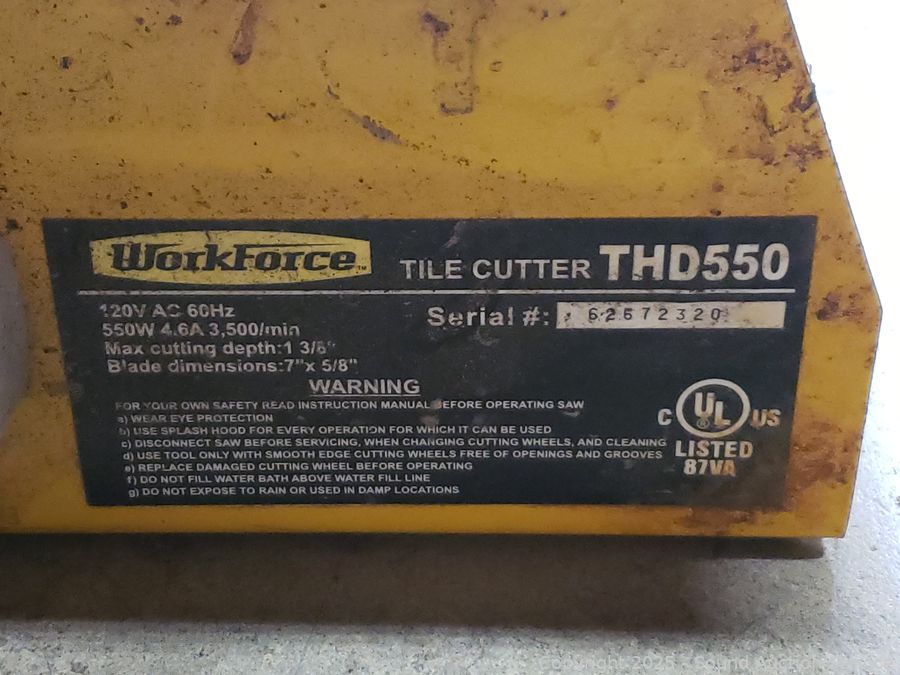 WORKFORCE™
TILE CUTTER THD550
120V AC 60Hz
550W 4.6A 3,500/min
Max cutting depth:1 3/8"
Blade dimensions:7"x 5/8"
Serial #: 62672320
WARNING
FOR YOUR OWN SAFETY READ INSTRUCTION MANUAL BEFORE OPERATING SAW
a) WEAR EYE PROTECTION
b) USE SPLASH HOOD FOR EVERY OPERATION FOR WHICH IT CAN BE USED
c) DISCONNECT SAW BEFORE SERVICING, WHEN CHANGING CUTTING WHEELS, AND CLEANING
d) USE TOOL ONLY WITH SMOOTH EDGE CUTTING WHEELS FREE OF OPENINGS AND GROOVES
e) REPLACE DAMAGED CUTTING WHEEL BEFORE OPERATING
f) DO NOT FILL WATER BATH ABOVE WATER FILL LINE
g) DO NOT EXPOSE TO RAIN OR USED IN DAMP LOCATIONS
C UL® US
LISTED
87VA
Copyright 2025 - Sound Auction